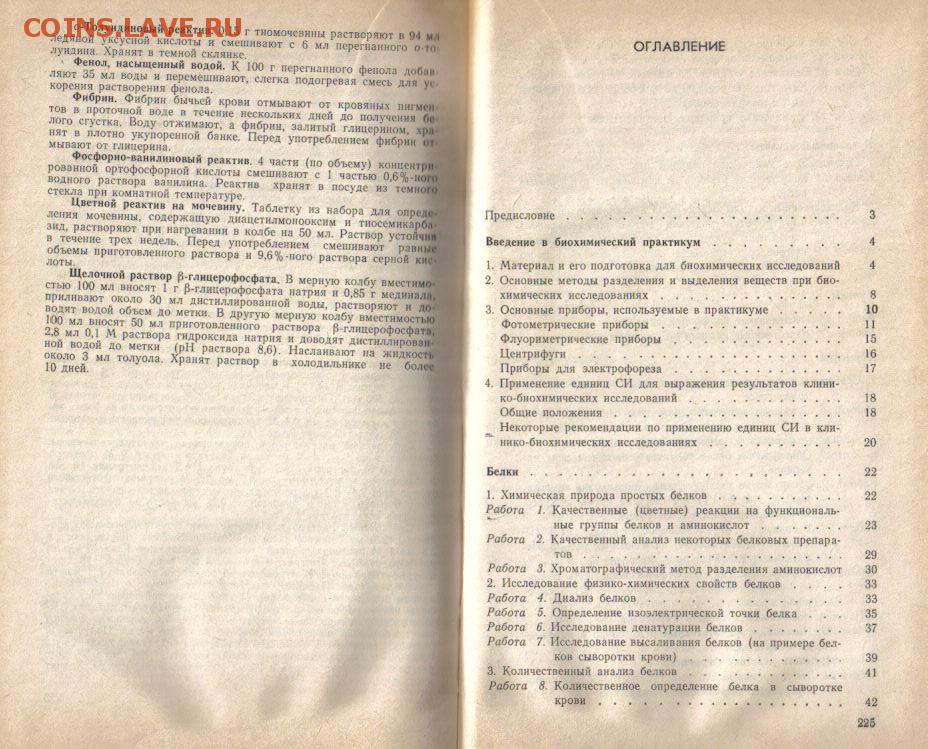 COINS.LAVE.RU
о-Толуидиновый реактив. 0,15 г тиомочевины растворяют в 94 мл
ледяной уксусной кислоты и смешивают с 6 мл перегнанного о-то-
луидина. Хранят в темной склянке.
Фенол, насыщенный водой. К 100 г перегнанного фенола добав-
ляют 35 мл воды и перемешивают, слегка подогревая смесь для ус-
корения растворения фенола.
Фибрин. Фибрин бычьей крови отмывают от кровяных пигмен-
тов в проточной воде в течение нескольких дней до получения бе-
лого сгустка. Воду отжимают, а фибрин, залитый глицерином, хра-
нят в плотно укупоренной банке. Перед употреблением фибрин от-
мывают от глицерина.
Фосфорно-ванилиновый реактив. 4 части (по объему) концентри-
рованной ортофосфорной кислоты смешивают с 1 частью 0,6%-ного
водного раствора ванилина. Реактив хранят в посуде из темного
стекла при комнатной температуре.
Цветной реактив на мочевину. Таблетку из набора для опреде-
ления мочевины, содержащую диацетилмонооксим и тиосемикарба-
зид, растворяют при нагревании в колбе на 50 мл. Раствор устойчив
в течение трех недель. Перед употреблением смешивают равные
объемы приготовленного раствора и 9,6%-ного раствора серной кис-
лоты.
Щелочной раствор β-глицерофосфата. В мерную колбу вместимо-
стью 100 мл вносят 1 г β-глицерофосфата натрия и 0,85 г мединала,
приливают около 30 мл дистиллированной воды, растворяют и до-
водят водой объем до метки. В другую мерную колбу вместимостью
100 мл вносят 50 мл приготовленного раствора β-глицерофосфата,
2,8 мл 0,1 М раствора гидроксида натрия и доводят дистиллирован-
ной водой до метки (pH раствора 8,6). Наслаивают на жидкость
около 3 мл толуола. Хранят раствор в холодильнике не более
10 дней.
ОГЛАВЛЕНИЕ
Предисловие . . . . . . . . . . . . . . . . . . . . 3
Введение в биохимический практикум . . . . . . . . . 4
1. Материал и его подготовка для биохимических исследований 4
2. Основные методы разделения и выделения веществ при био-
химических исследованиях . . . . . . . . . . . . . 8
3. Основные приборы, используемые в практикуме . . . . 10
Фотометрические приборы . . . . . . . . . . . . . 11
Флуориметрические приборы . . . . . . . . . . . . 15
Центрифуги . . . . . . . . . . . . . . . . . . . 16
Приборы для электрофореза . . . . . . . . . . . . 17
4. Применение единиц СИ для выражения результатов клини-
ко-биохимических исследований . . . . . . . . . . 18
Общие положения . . . . . . . . . . . . . . . . 18
Некоторые рекомендации по применению единиц СИ в кли-
нико-биохимических исследованиях . . . . . . . . . 20
Белки . . . . . . . . . . . . . . . . . . . . . . 22
1. Химическая природа простых белков . . . . . . . . . 22
Работа 1. Качественные (цветные) реакции на функциональ-
ные группы белков и аминокислот . . . . . . . 23
Работа 2. Качественный анализ некоторых белковых препара-
тов . . . . . . . . . . . . . . . . . . . 29
Работа 3. Хроматографический метод разделения аминокислот 30
2. Исследование физико-химических свойств белков . . . . 33
Работа 4. Диализ белков . . . . . . . . . . . . . . 33
Работа 5. Определение изоэлектрической точки белка . . . 35
Работа 6. Исследование денатурации белков . . . . . . . 37
Работа 7. Исследование высаливания белков (на примере бел-
ков сыворотки крови) . . . . . . . . . . . . 39
3. Количественный анализ белков . . . . . . . . . . . 41
Работа 8. Количественное определение белка в сыворотке
крови . . . . . . . . . . . . . . . . . . 42
225